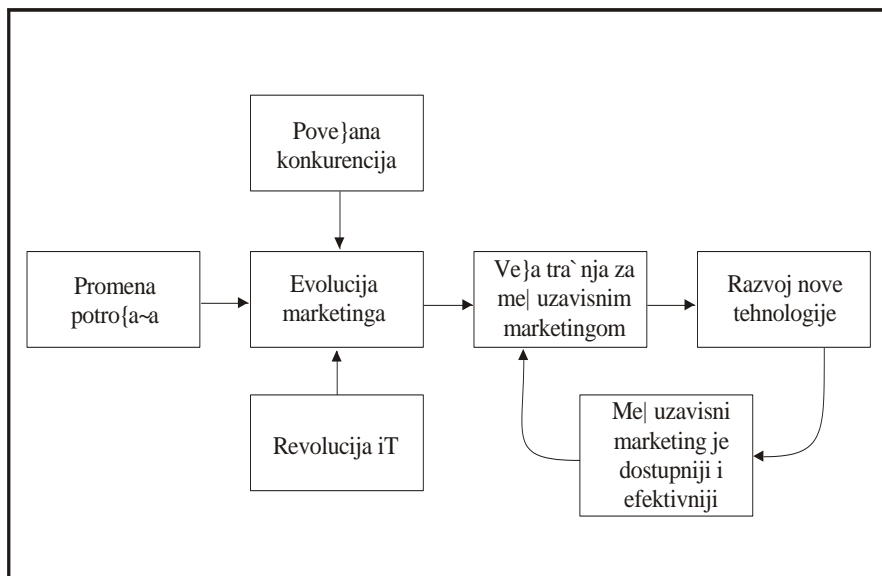 Pove}ana
konkurencija
Promena
potro{a~a
Evolucija
marketinga
Ve}a tra`nja za
me| uzavisnim
marketingom
Razvoj nove
tehnologije
Revolucija iT
Me| uzavisni
marketing je
dostupniji i
efektivniji